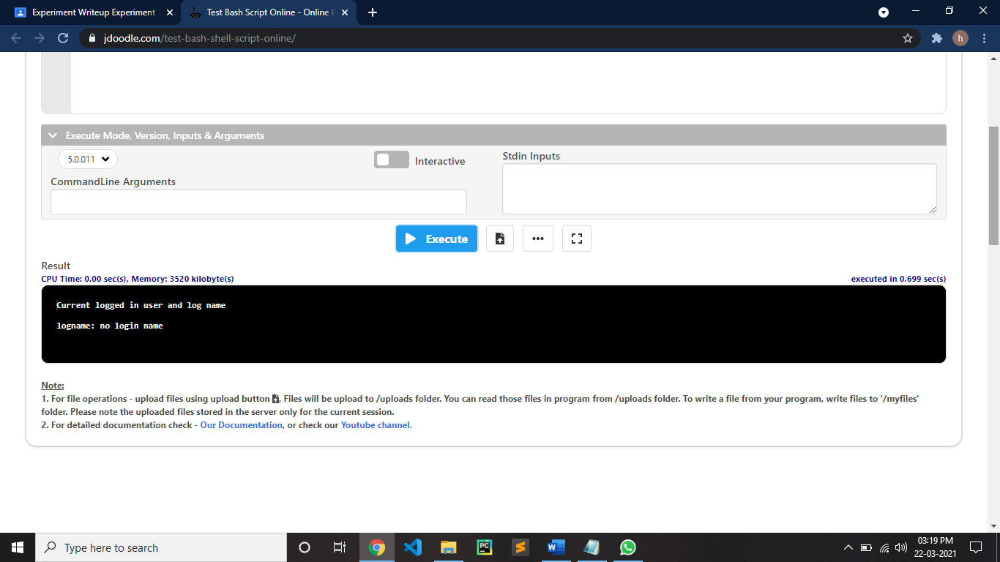 Experiment Writeup Experiment
Test Bash Script Online - Online
jdoodle.com/test-bash-shell-script-online/
h
Execute Mode, Version, Inputs & Arguments
5.0.011
Interactive
Stdin Inputs
CommandLine Arguments
Execute
Result
CPU Time: 0.00 sec(s), Memory: 3520 kilobyte(s)
executed in 0.699 sec(s)
Current logged in user and log name
logname: no login name
Note:
1. For file operations - upload files using upload button , Files will be upload to /uploads folder. You can read those files in program from /uploads folder. To write a file from your program, write files to '/myfiles'
folder. Please note the uploaded files stored in the server only for the current session.
2. For detailed documentation check - Our Documentation, or check our Youtube channel.
Type here to search
PC
W
03:19 PM
22-03-2021